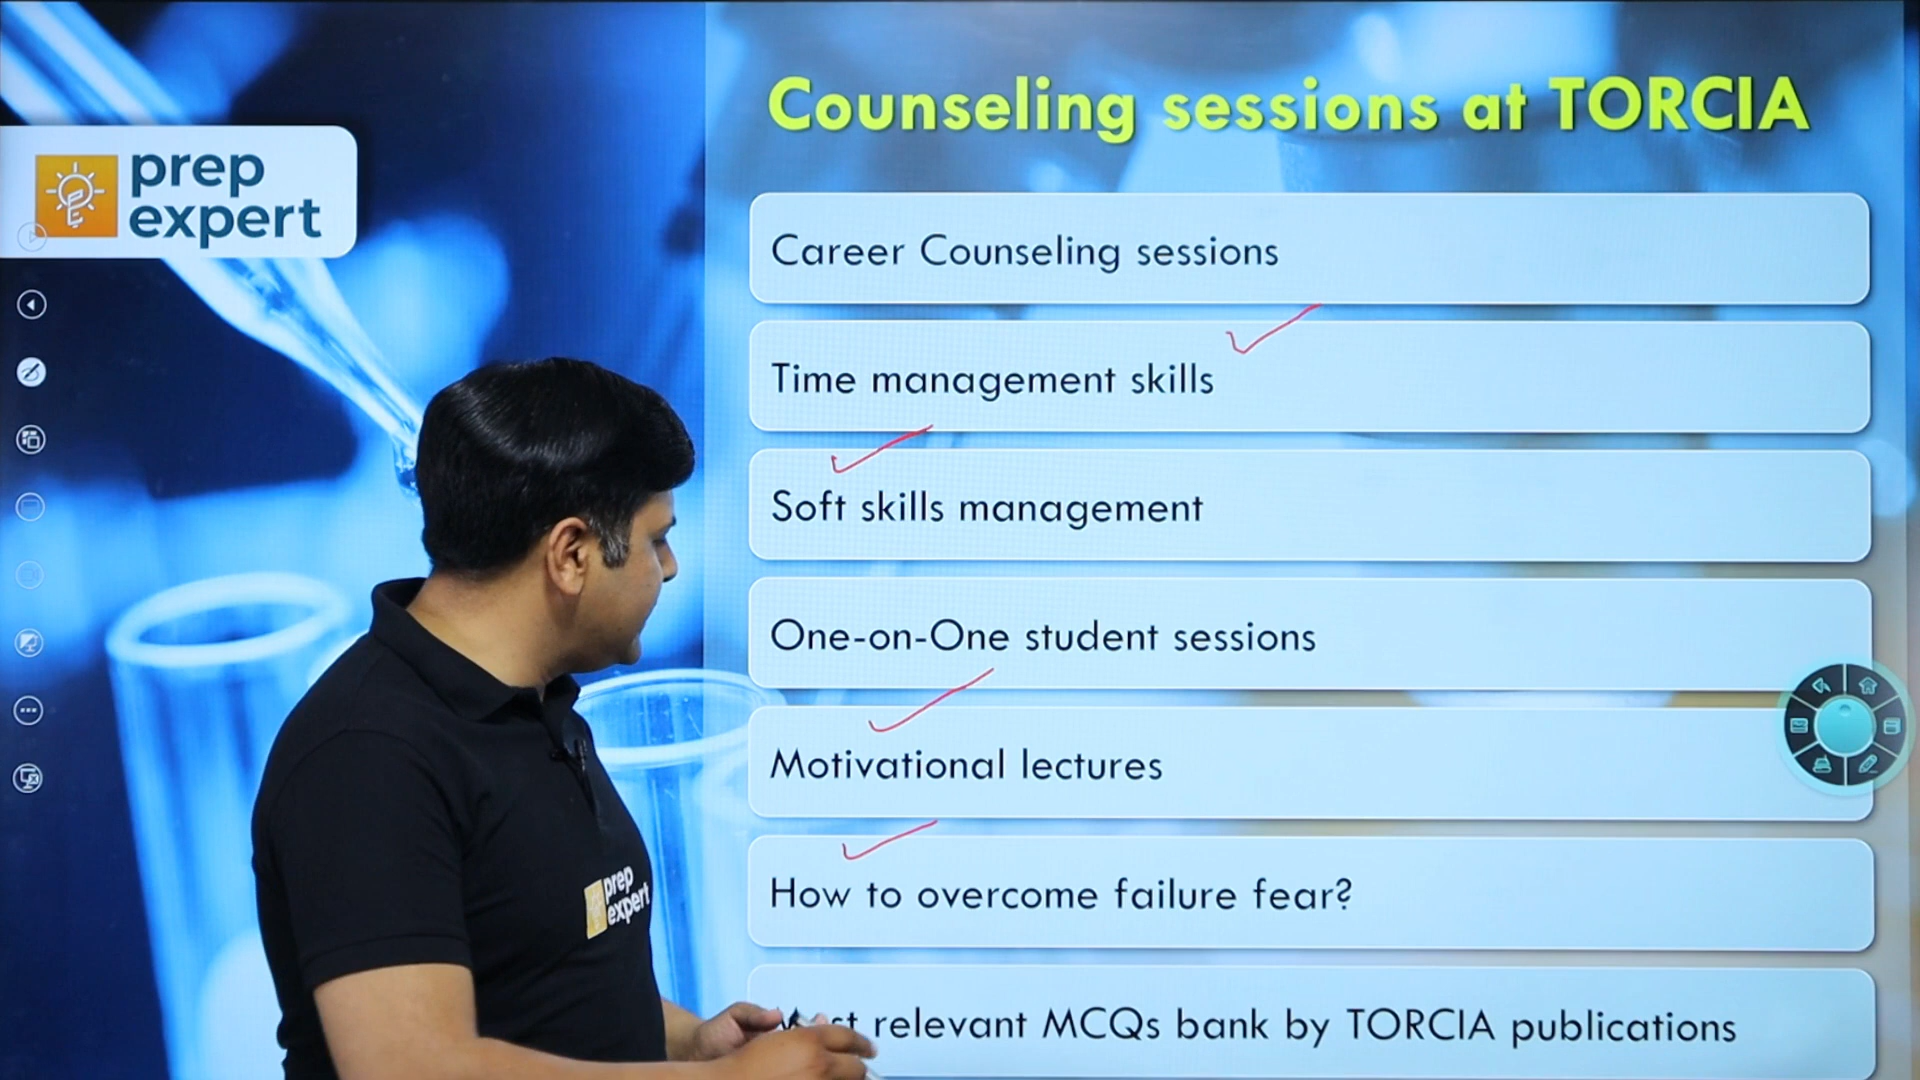 prep
expert
Counseling sessions at TORCIA
Career Counseling sessions
Time management skills
Soft skills management
One-on-One student sessions
Motivational lectures
How to overcome failure fear?
relevant MCQs bank by TORCIA publications
prep
expert